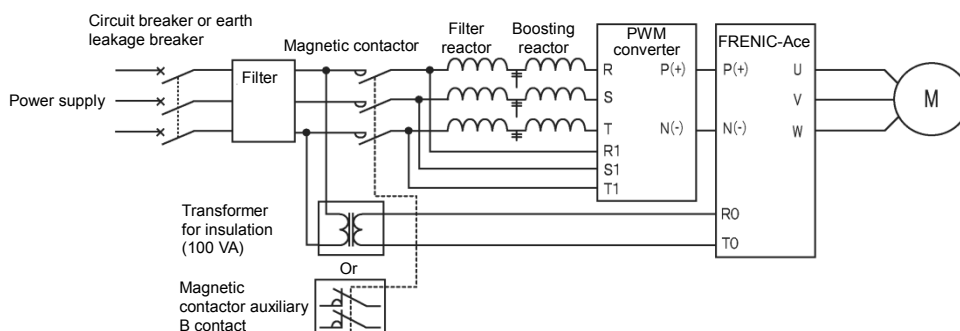 Circuit breaker or earth
leakage breaker
Magnetic contactor
Filter
reactor
Boosting
reactor
PWM
converter
FRENIC-Ace
Filter
Power supply
R
P(+)
P(+)
U
S
V
M
T
N(-)
N(-)
W
R1
S1
T1
Transformer
for insulation
(100 VA)
R0
T0
Or
Magnetic
contactor auxiliary
B contact